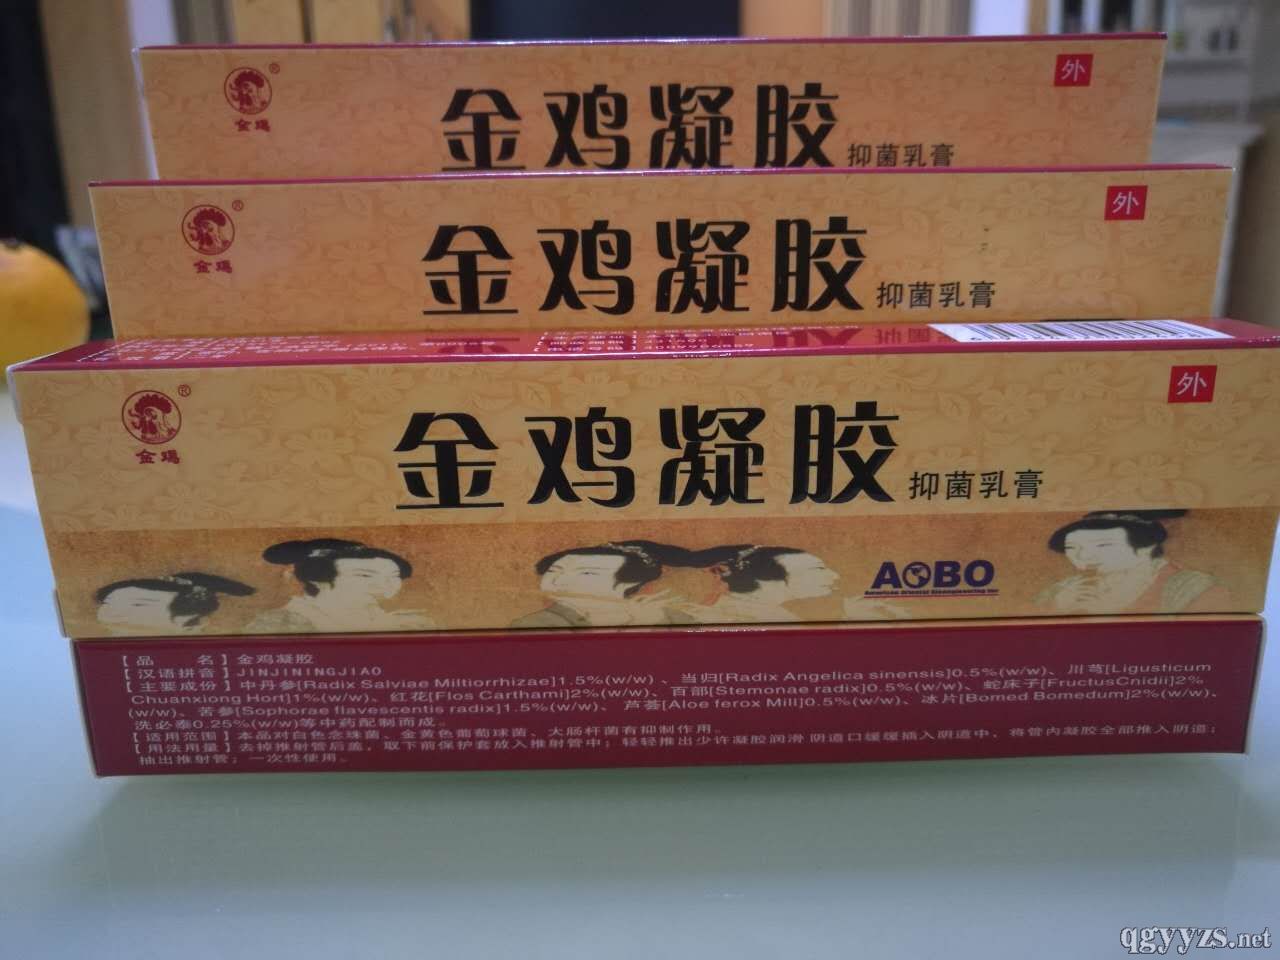 外
金鸡
金鸡凝胶 抑菌乳膏
外
金鸡
金鸡凝胶 抑菌乳膏
外
金鸡
金鸡凝胶 抑菌乳膏
AOBO
American Oriental Bioengineering Inc
【品 名】金鸡凝胶
【汉语拼音】JINJININGJIAO
【主要成份】中丹参[Radix Salviae Miltiorrhizae]1.5%(w/w)、当归[Radix Angelica sinensis]0.5%(w/w)、川芎[Ligusticum
Chuanxiong Hort]1%(w/w)、红花[Flos Carthami]2%(w/w)、百部[Stemonae radix]0.5%(w/w)、蛇床子[FructusCnidii]2%
(w/w)、苦参[Sophorae flavescentis radix]1.5%(w/w)、芦荟[Aloe ferox Mill]0.5%(w/w)、冰片[Bomed Bomedum]2%(w/w)、
洗必泰0.25%(w/w)等中药配制而成。
【适用范围】本品对白色念珠菌、金黄色葡萄球菌、大肠杆菌有抑制作用。
【用法用量】去掉推射管后盖，取下前保护套放入推射管中；轻轻推出少许凝胶润滑 阴道口缓缓插入阴道中，将管内凝胶全部推入阴道；
抽出推射管；一次性使用。
qgyyzs.net